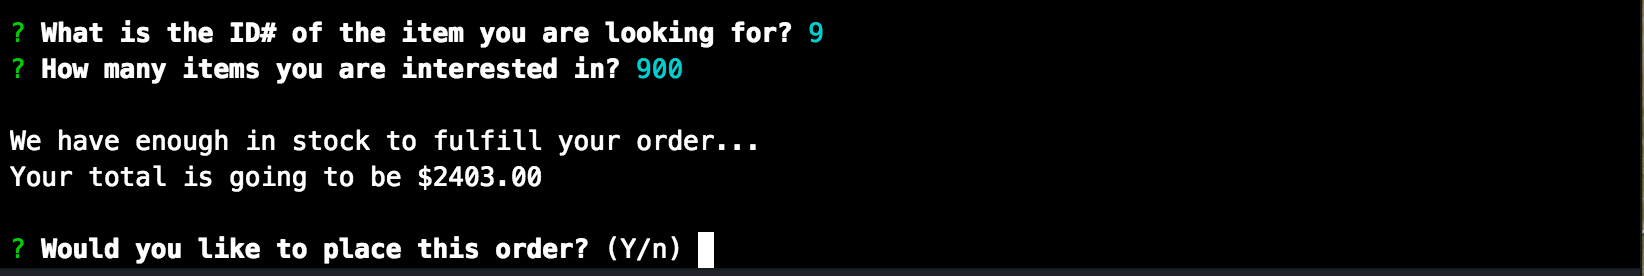 ? What is the ID# of the item you are looking for? 9
? How many items you are interested in? 900
We have enough in stock to fulfill your order...
Your total is going to be $2403.00
? Would you like to place this order? (Y/n)